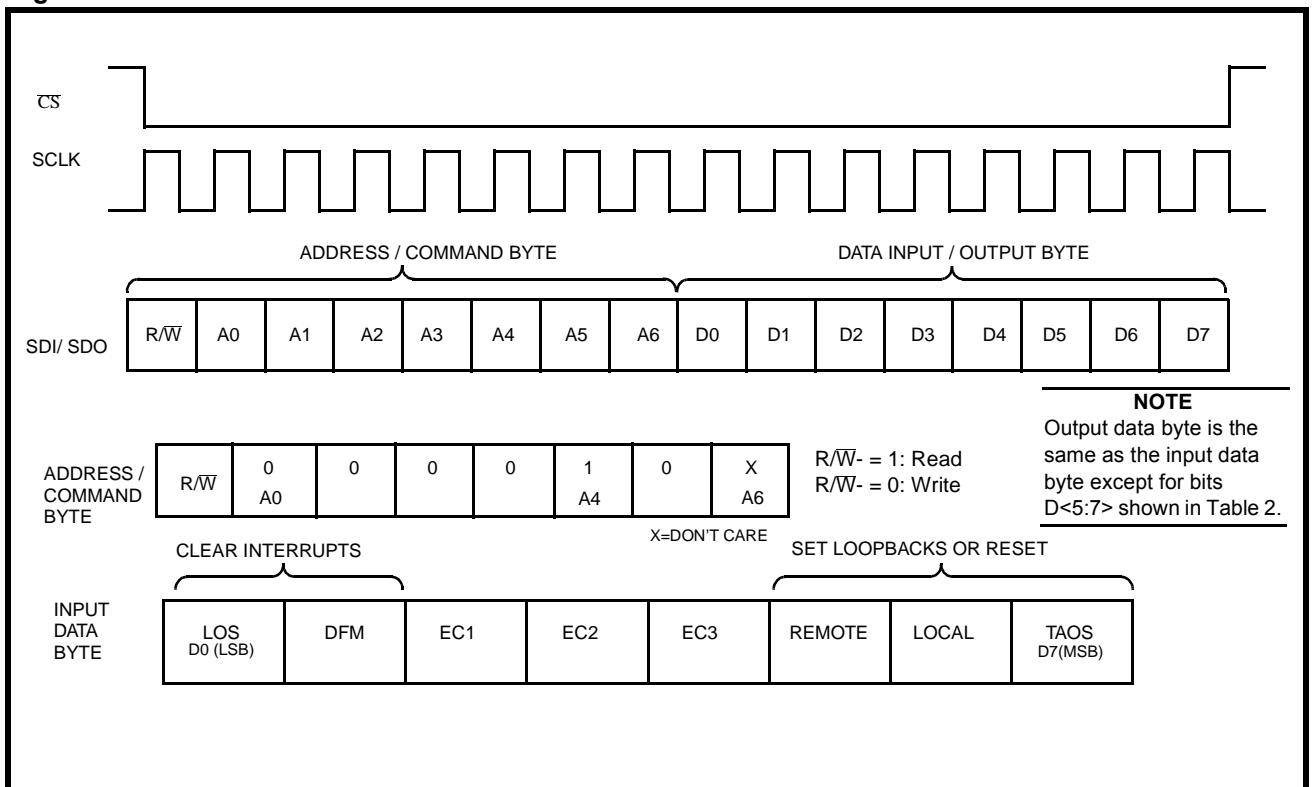 C̅S̅
SCLK
ADDRESS / COMMAND BYTE
DATA INPUT / OUTPUT BYTE
SDI/ SDO
R/W̅ A0 A1 A2 A3 A4 A5 A6 D0 D1 D2 D3 D4 D5 D6 D7
NOTE
Output data byte is the
same as the input data
byte except for bits
D<5:7> shown in Table 2.
ADDRESS /
COMMAND
BYTE
R/W̅ 0 0 0 0 1 0 X
A0 A4 A6
R/W̅- = 1: Read
R/W̅- = 0: Write
X=DON'T CARE
CLEAR INTERRUPTS
SET LOOPBACKS OR RESET
INPUT
DATA
BYTE
LOS DFM EC1 EC2 EC3 REMOTE LOCAL TAOS
D0 (LSB) D7(MSB)